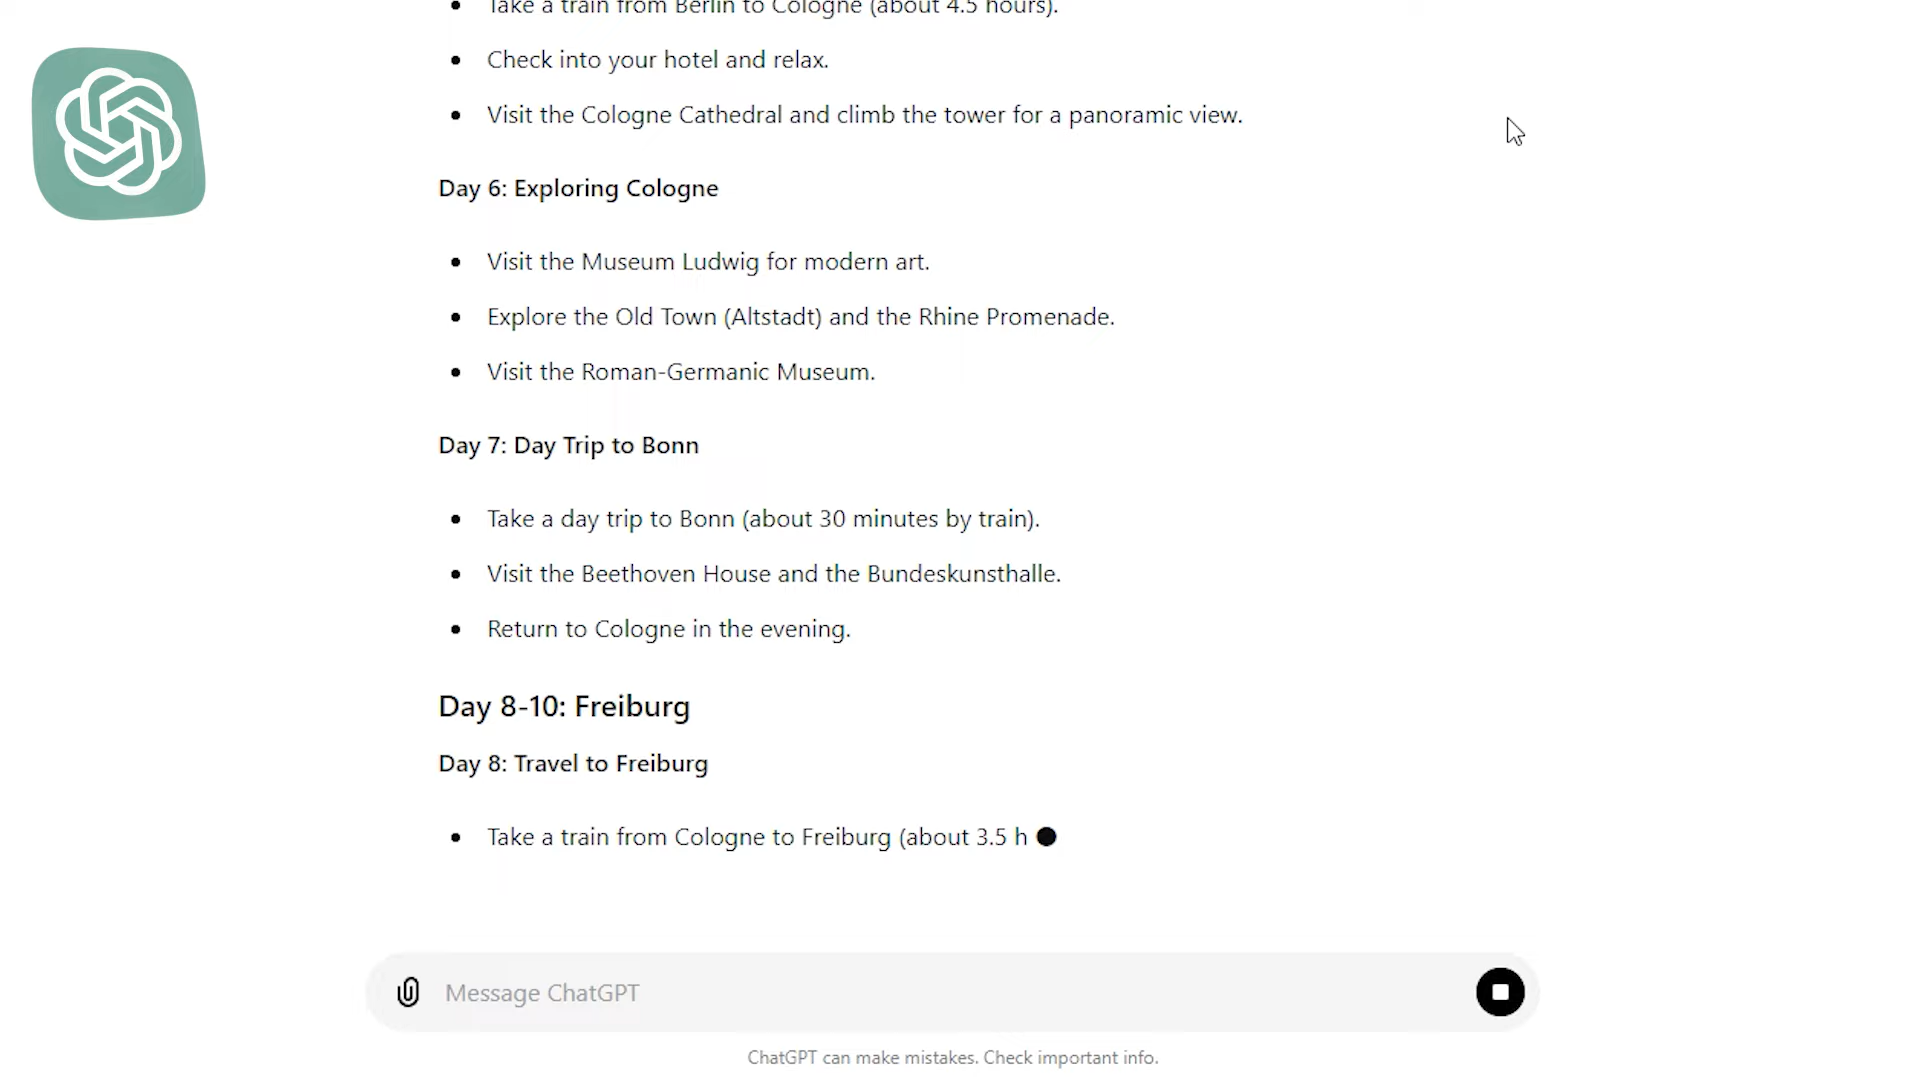 Take a train from Berlin to Cologne (about 4.5 hours).
Check into your hotel and relax.
Visit the Cologne Cathedral and climb the tower for a panoramic view.
Day 6: Exploring Cologne
Visit the Museum Ludwig for modern art.
Explore the Old Town (Altstadt) and the Rhine Promenade.
Visit the Roman-Germanic Museum.
Day 7: Day Trip to Bonn
Take a day trip to Bonn (about 30 minutes by train).
Visit the Beethoven House and the Bundeskunsthalle.
Return to Cologne in the evening.
Day 8-10: Freiburg
Day 8: Travel to Freiburg
Take a train from Cologne to Freiburg (about 3.5 h
Message ChatGPT
ChatGPT can make mistakes. Check important info.